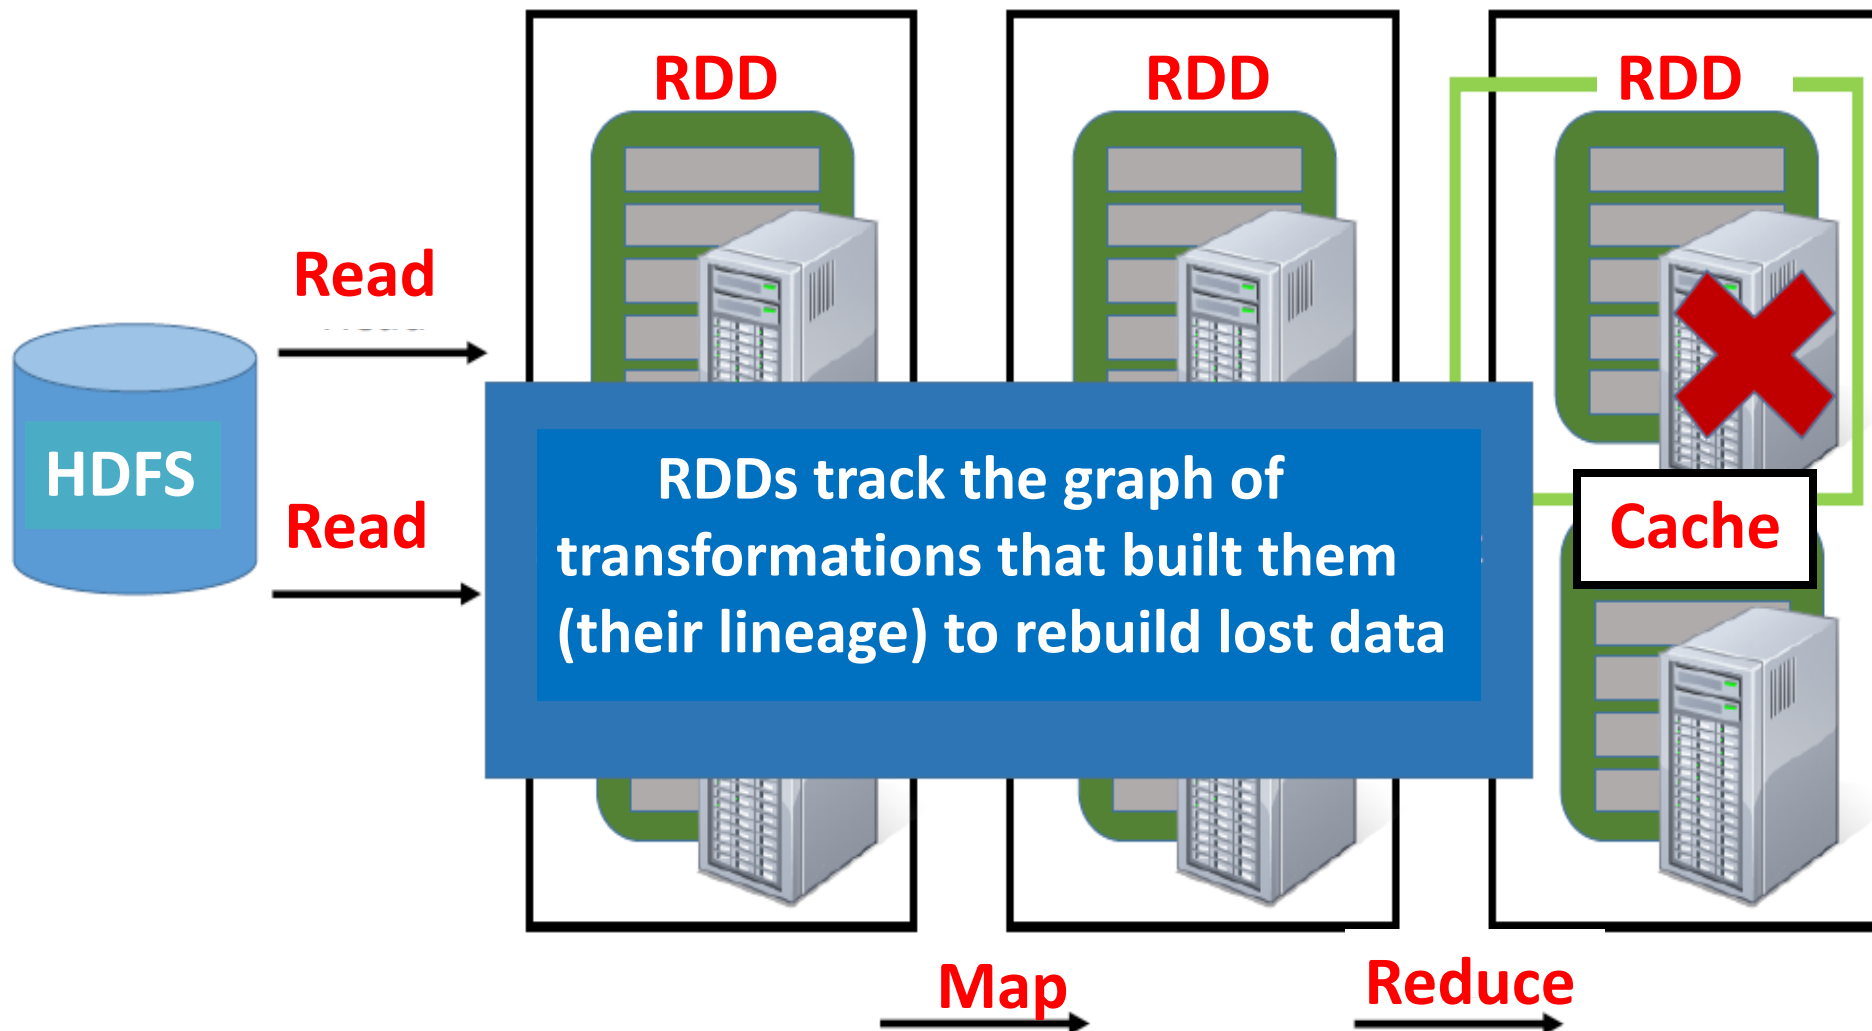 RDD
RDD
RDD
Read
HDFS
Read
RDDs track the graph of
transformations that built them
(their lineage) to rebuild lost data
Cache
Map
Reduce